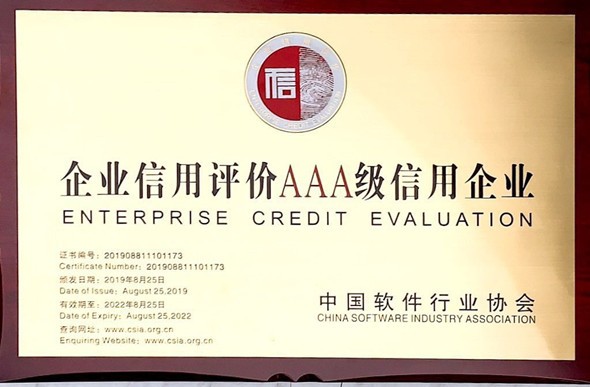 信
企业信用评价AAA级信用企业
ENTERPRISE CREDIT EVALUATION
证书编号：201908811101173
Certificate Number：201908811101173
颁发日期：2019年8月25日
Date of Issue：August 25,2019
有效期至：2022年8月25日
Date of Expiry：August 25,2022
查询网址：www.csia.org.cn
Enquiring Website：www.csia.org.cn
中国软件行业协会
CHINA SOFTWARE INDUSTRY ASSOCIATION